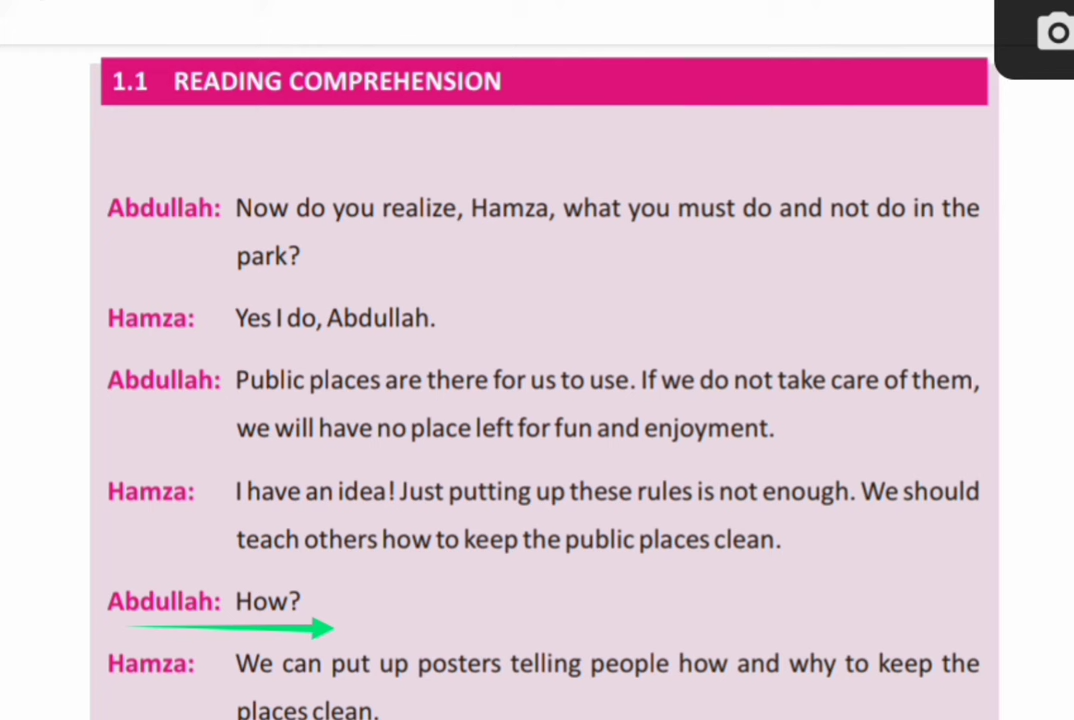 1.1 READING COMPREHENSION
Abdullah: Now do you realize, Hamza, what you must do and not do in the
park?
Hamza: Yes I do, Abdullah.
Abdullah: Public places are there for us to use. If we do not take care of them,
we will have no place left for fun and enjoyment.
Hamza: I have an idea! Just putting up these rules is not enough. We should
teach others how to keep the public places clean.
Abdullah: How?
Hamza: We can put up posters telling people how and why to keep the
places clean.